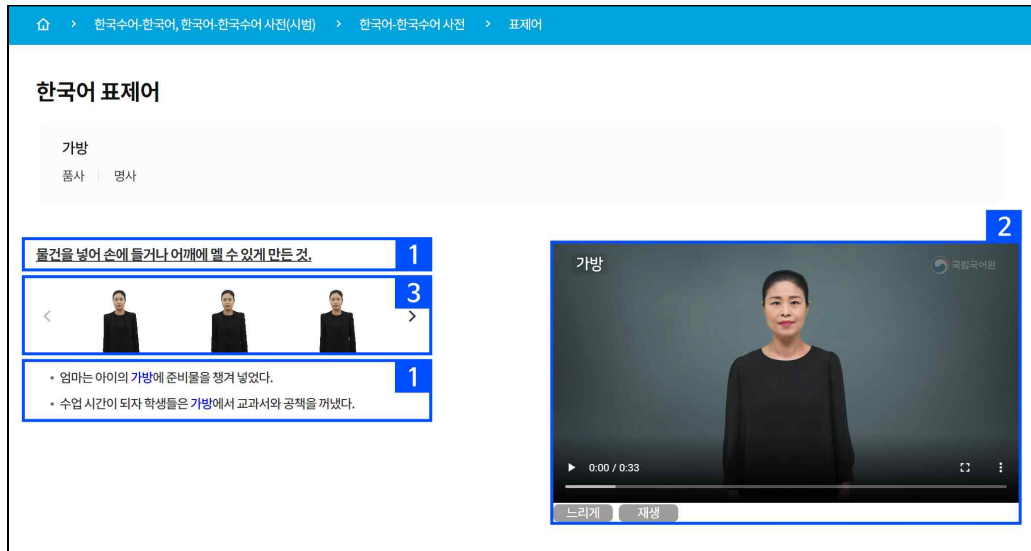 한국수어-한국어, 한국어-한국수어 사전(시범) > 한국어-한국수어 사전 > 표제어
한국어 표제어
가방
품사 명사
물건을 넣어 손에 들거나 어깨에 멜 수 있게 만든 것. 1
3
1
엄마는 아이의 가방에 준비물을 챙겨 넣었다.
수업 시간이 되자 학생들은 가방에서 교과서와 공책을 꺼냈다.
2
가방 국립국어원
0:00 / 0:33
느리게 재생